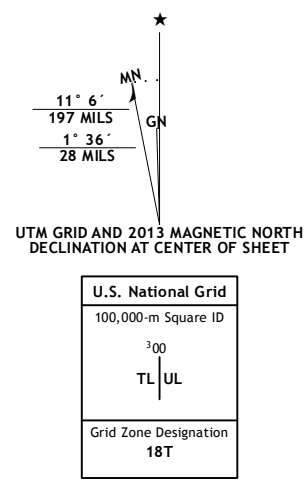 ★
MN
GN
11° 6´
197 MILS
1° 36´
28 MILS
UTM GRID AND 2013 MAGNETIC NORTH
DECLINATION AT CENTER OF SHEET
U.S. National Grid
100,000-m Square ID
³00
TL UL
Grid Zone Designation
18T